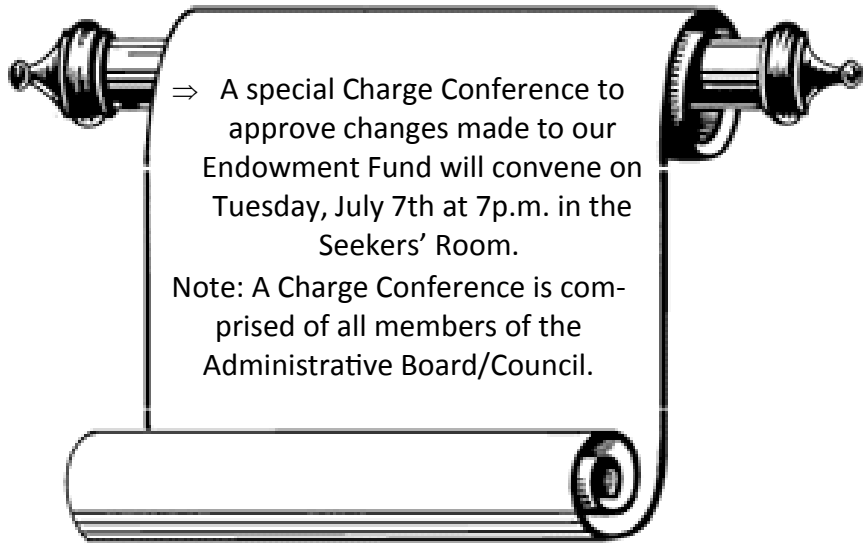 ⇒ A special Charge Conference to
approve changes made to our
Endowment Fund will convene on
Tuesday, July 7th at 7p.m. in the
Seekers’ Room.
Note: A Charge Conference is com-
prised of all members of the
Administrative Board/Council.